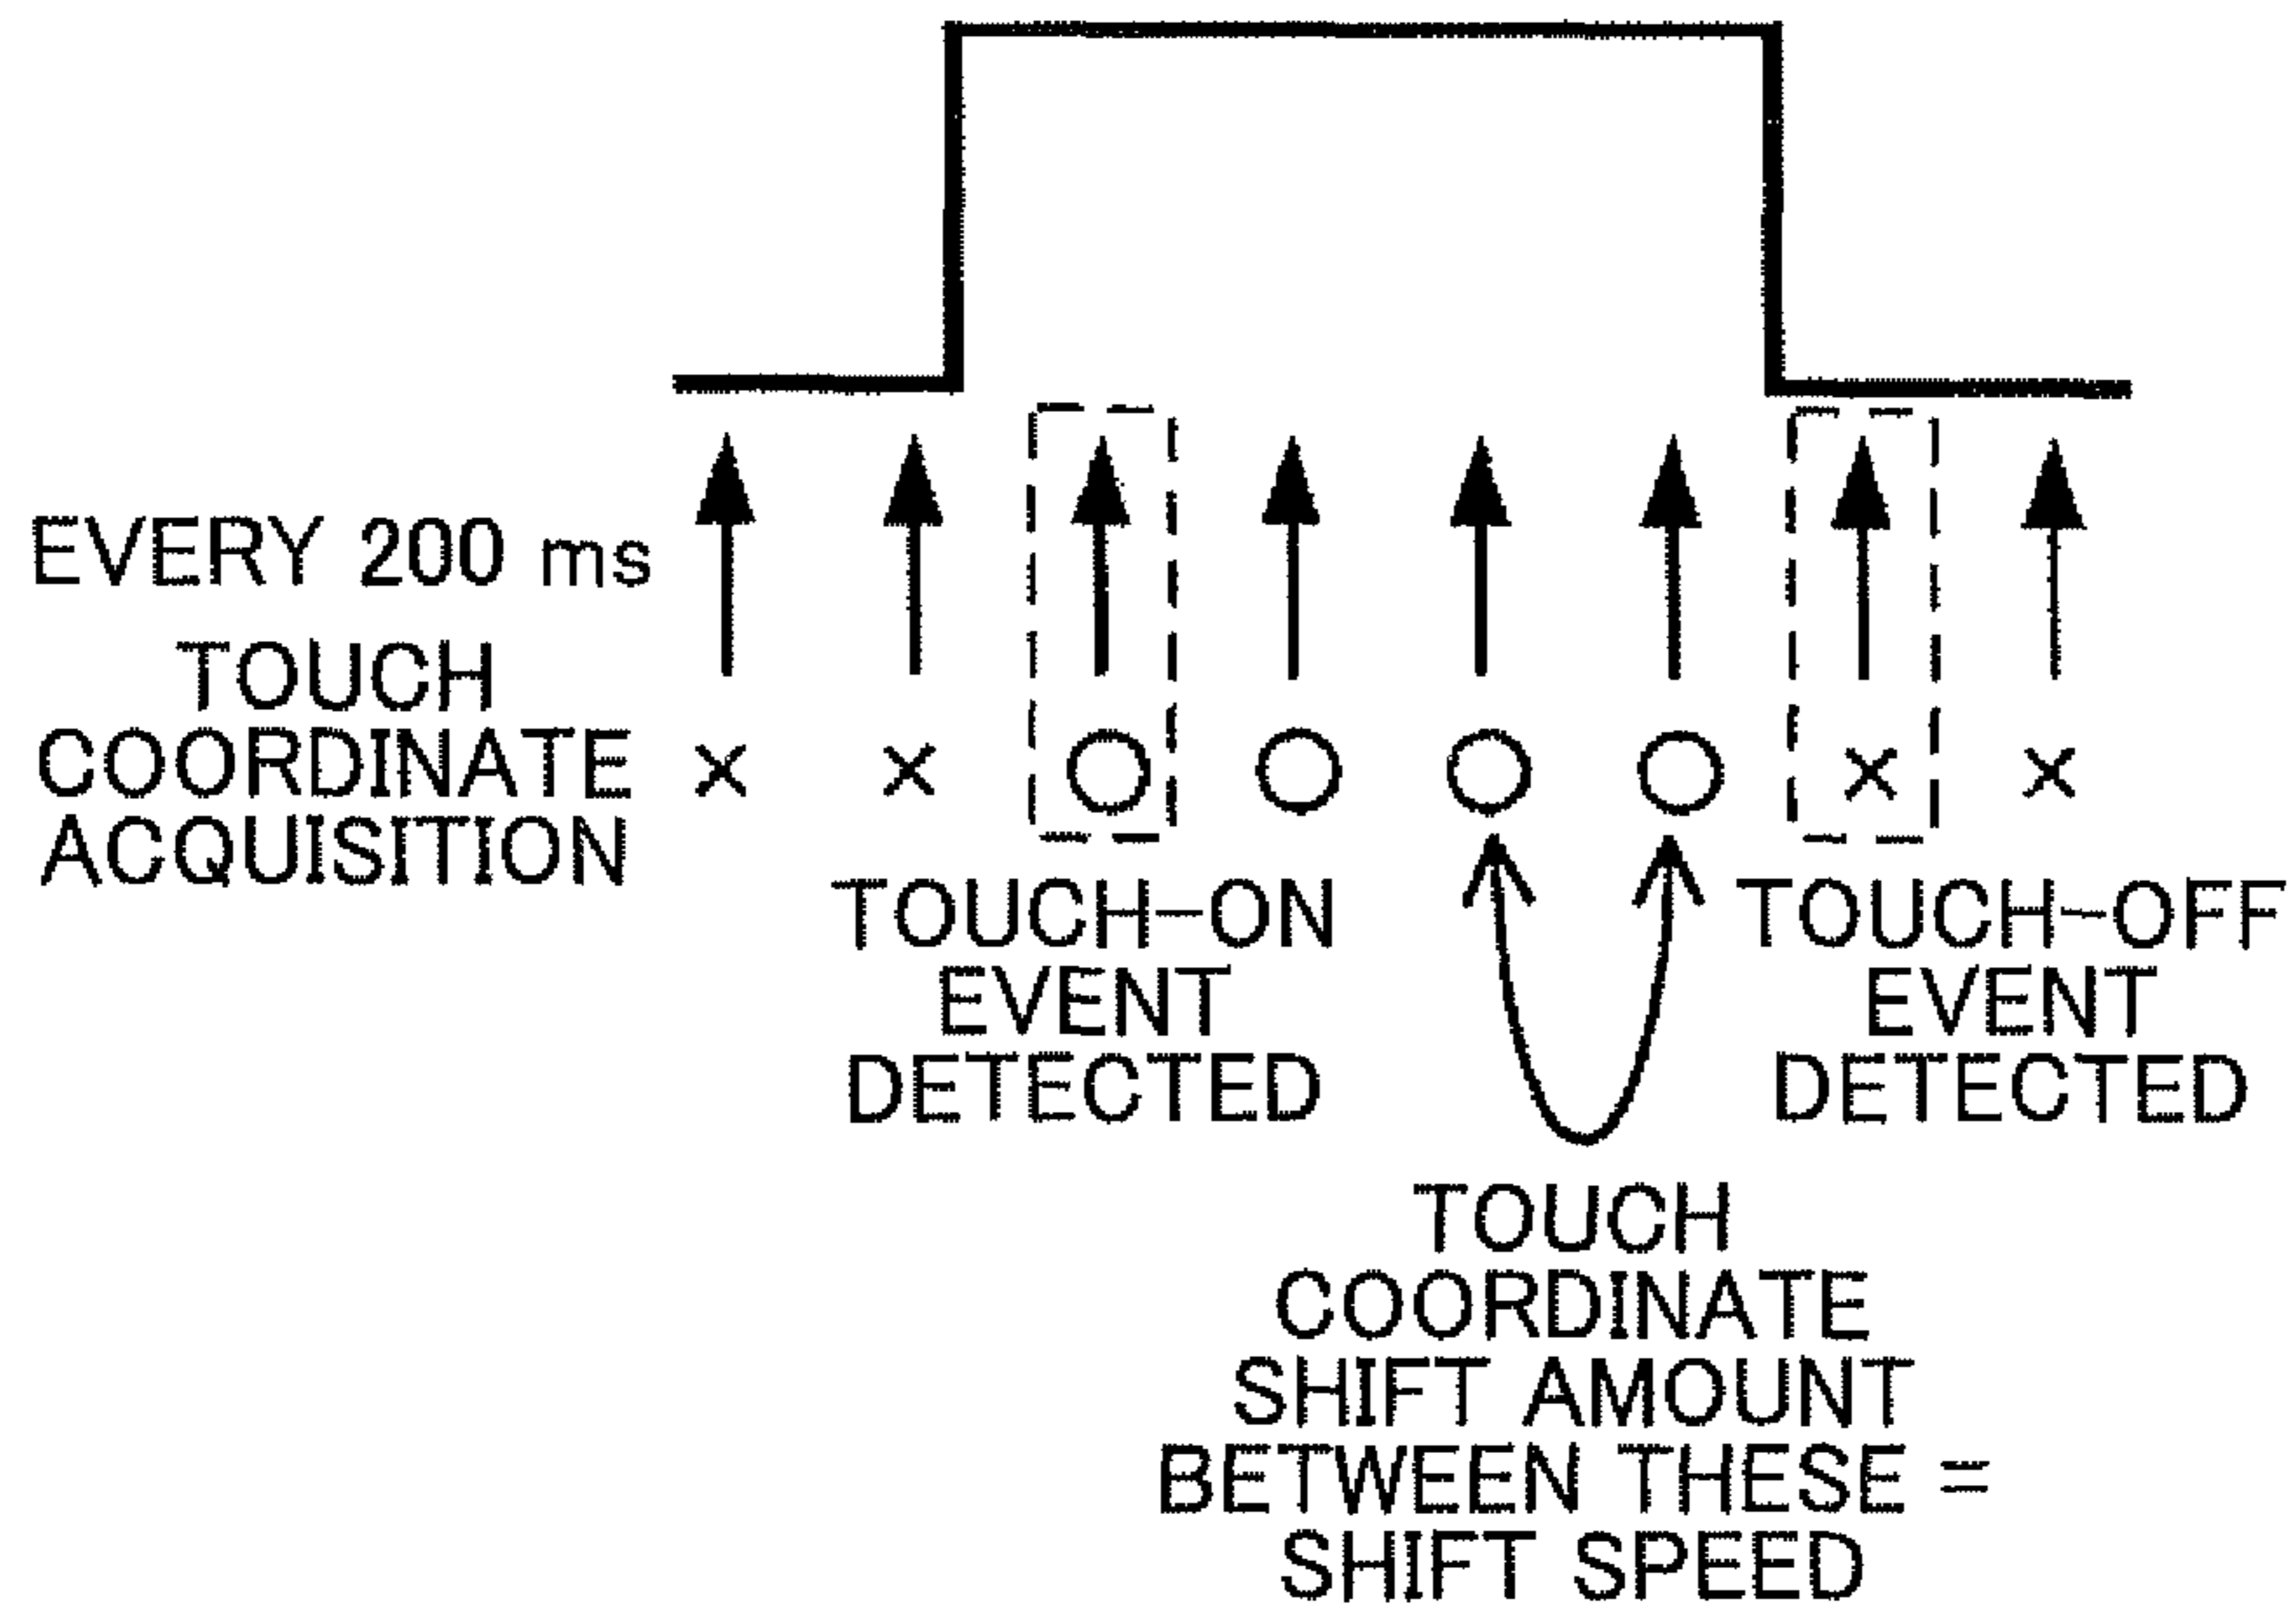 EVERY 200 ms
TOUCH
COORDINATE
ACQUISITION
× × ○ ○ ○ ○ × ×
TOUCH-ON
EVENT
DETECTED
TOUCH-OFF
EVENT
DETECTED
TOUCH
COORDINATE
SHIFT AMOUNT
BETWEEN THESE =
SHIFT SPEED